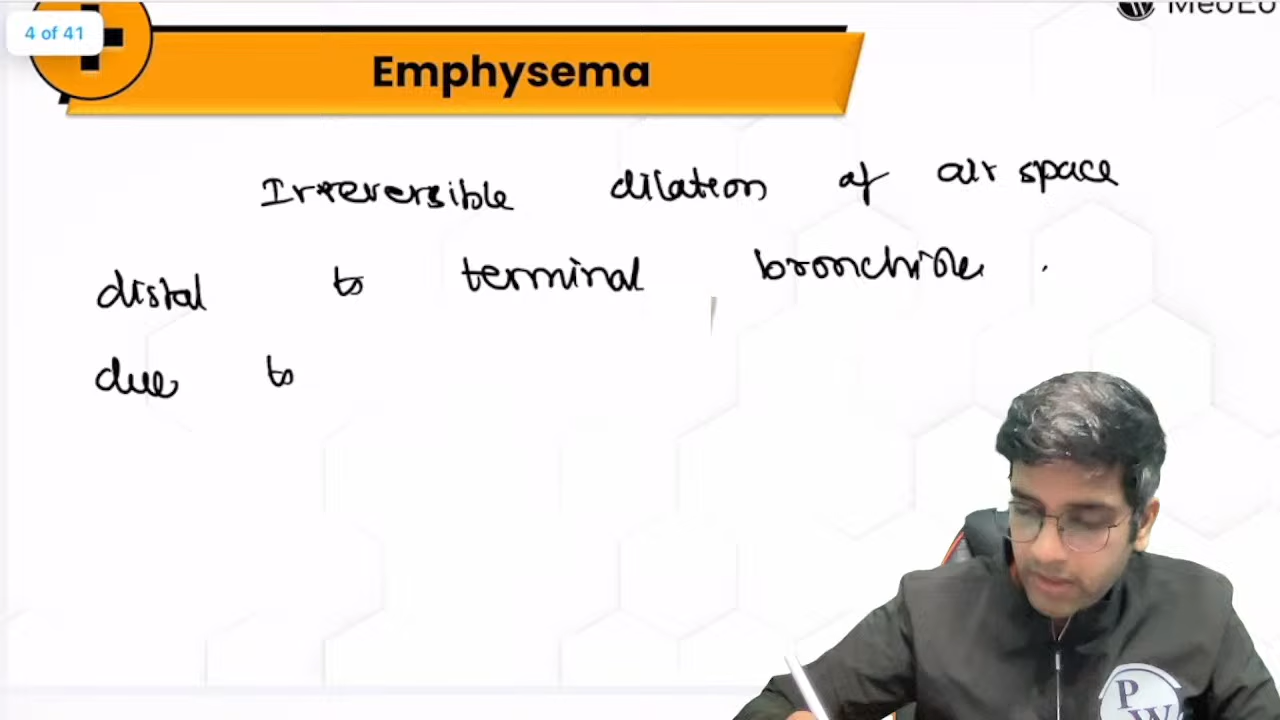 4 of 41
Emphysema
Irreversible dilation of air space
distal to terminal bronchiole.
due to
P
W